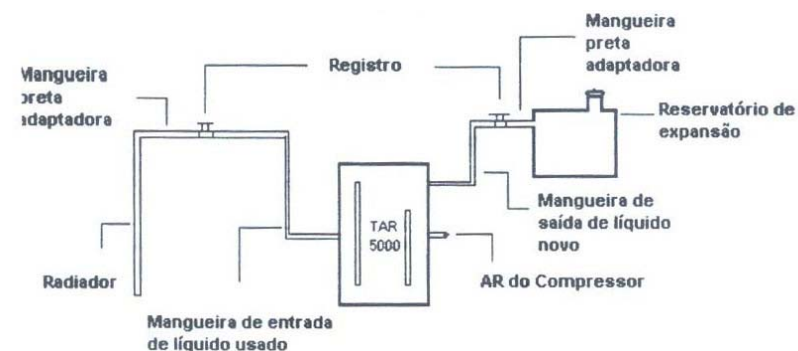 Mangueira
preta
adaptadora
Registro
Mangueira
preta
adaptadora
Reservatório de
expansão
TAR
5000
Mangueira de
saída de líquido
novo
AR do Compressor
Radiador
Mangueira de entrada
de líquido usado